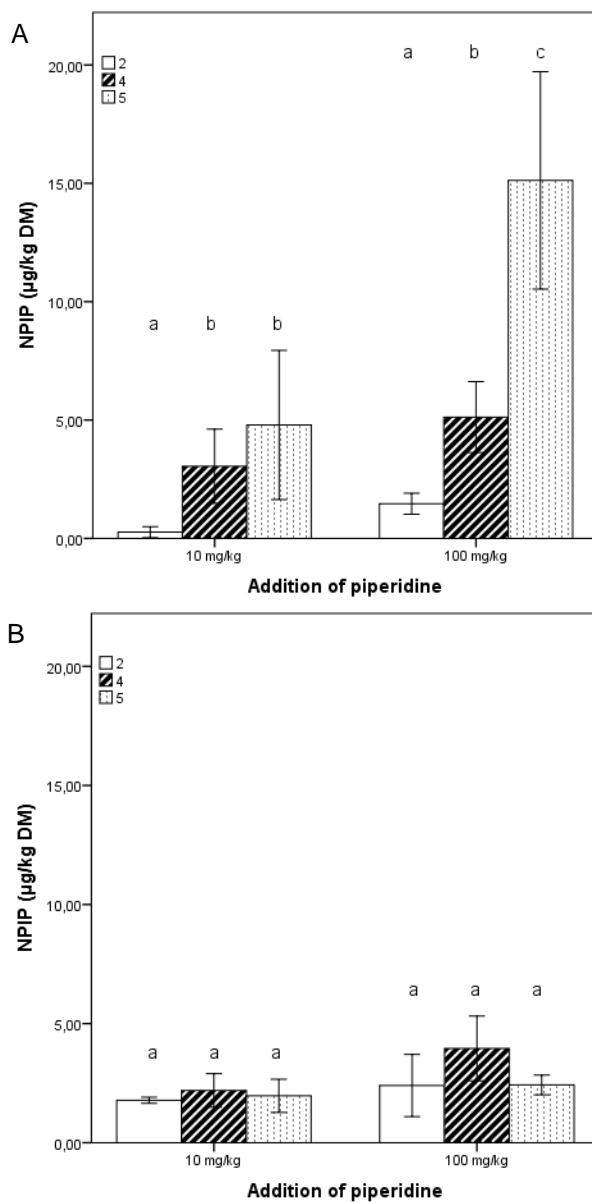 A
20,00
15,00
10,00
5,00
0,00
NPIP (µg/kg DM)
2
4
5
a b c
a b b
10 mg/kg 100 mg/kg
Addition of piperidine
B
20,00
15,00
10,00
5,00
0,00
NPIP (µg/kg DM)
2
4
5
a a a
a a a
10 mg/kg 100 mg/kg
Addition of piperidine